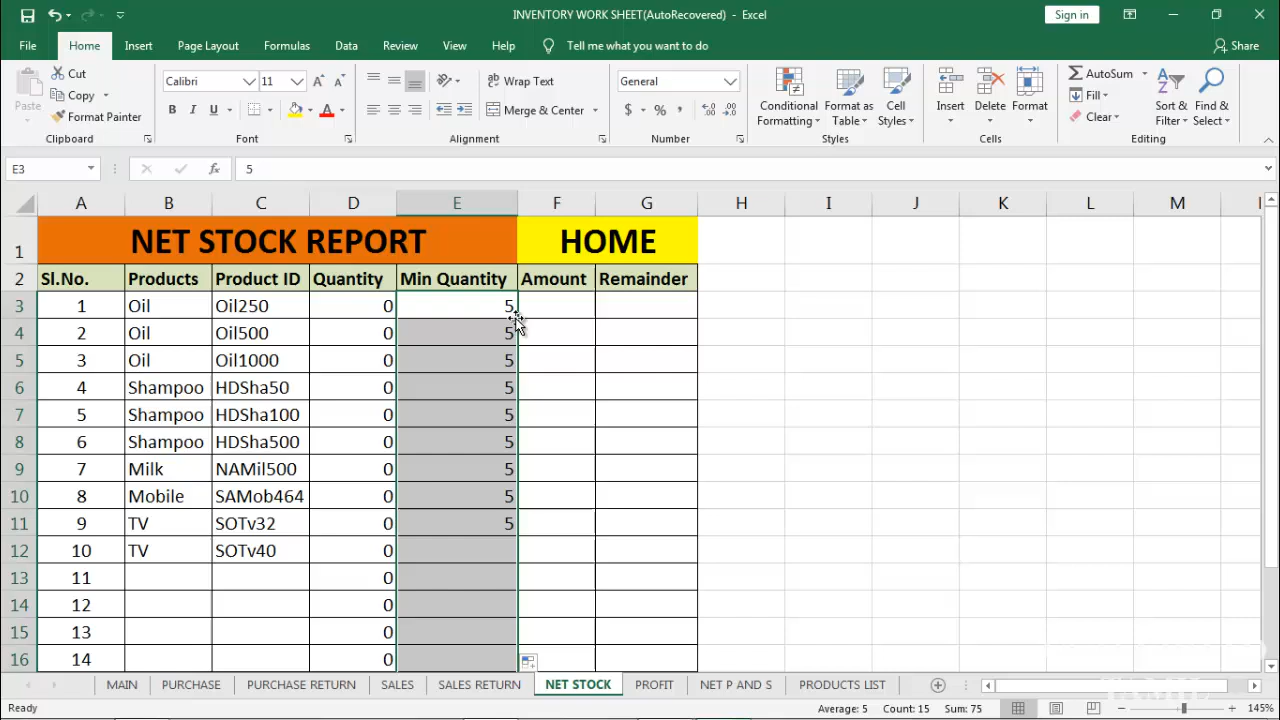 INVENTORY WORK SHEET(AutoRecovered) - Excel
Sign in
File Home Insert Page Layout Formulas Data Review View Help Tell me what you want to do Share
Cut
Copy
Format Painter
Paste
Clipboard
Calibri 11
B I U
Font
Wrap Text
Merge & Center
Alignment
General
$ % ,
Number
Conditional Formatting
Format as Table
Cell Styles
Styles
Insert Delete Format
Cells
AutoSum
Fill
Clear
Sort & Filter
Find & Select
Editing
E3 fx 5
A B C D E F G H I J K L M
1 NET STOCK REPORT HOME
2 Sl.No. Products Product ID Quantity Min Quantity Amount Remainder
3 1 Oil Oil250 0 5
4 2 Oil Oil500 0 5
5 3 Oil Oil1000 0 5
6 4 Shampoo HDSha50 0 5
7 5 Shampoo HDSha100 0 5
8 6 Shampoo HDSha500 0 5
9 7 Milk NAMil500 0 5
10 8 Mobile SAMob464 0 5
11 9 TV SOTv32 0 5
12 10 TV SOTv40 0
13 11 0
14 12 0
15 13 0
16 14 0
MAIN PURCHASE PURCHASE RETURN SALES SALES RETURN NET STOCK PROFIT NET P AND S PRODUCTS LIST
Ready Average: 5 Count: 15 Sum: 75 145%